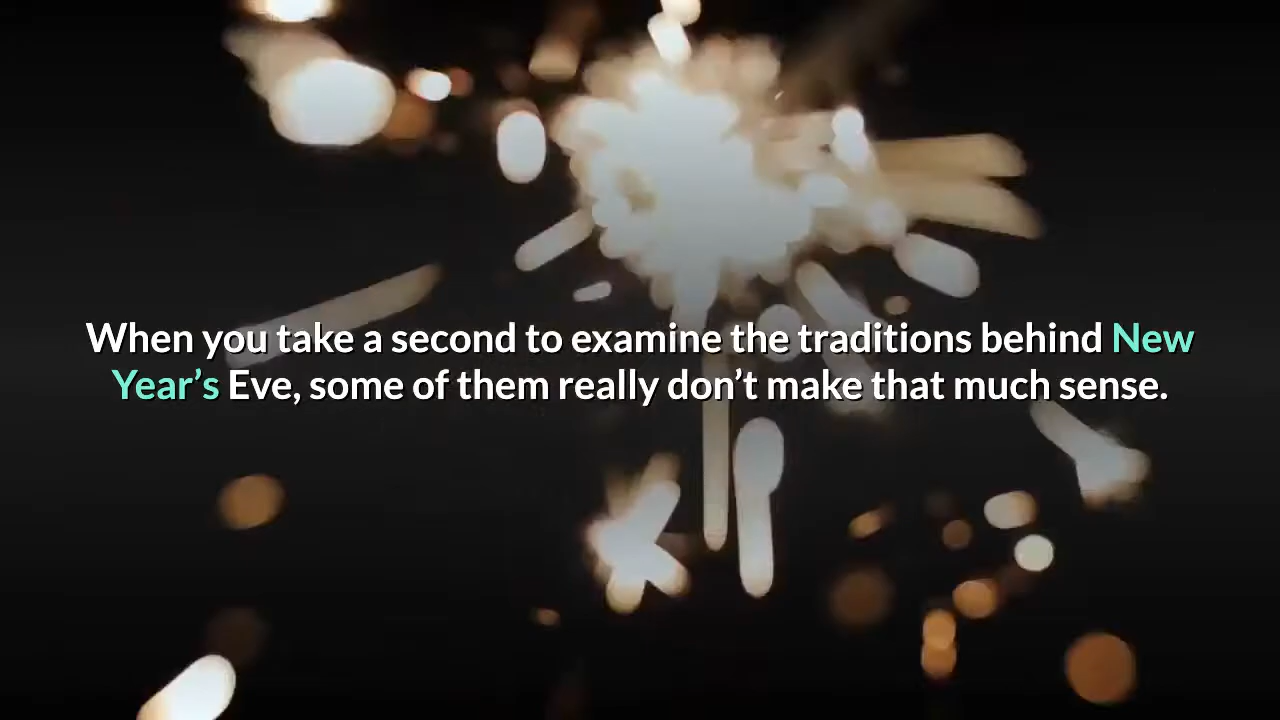 When you take a second to examine the traditions behind New
Year’s Eve, some of them really don’t make that much sense.